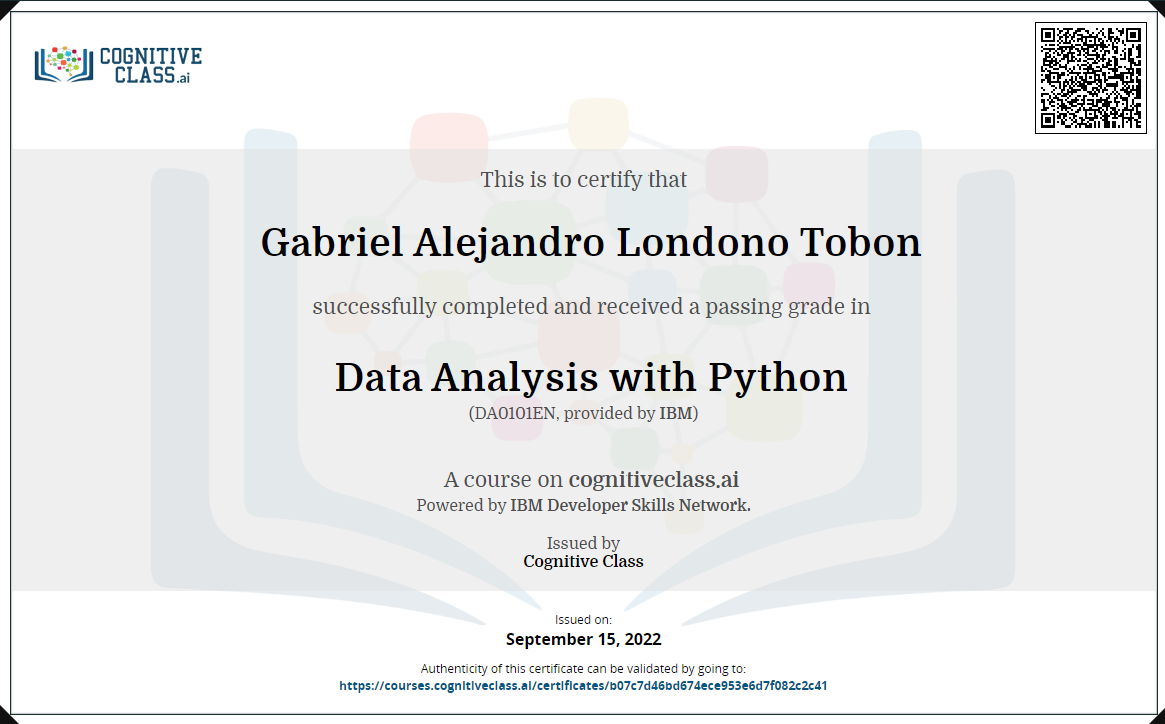 COGNITIVE
CLASS.ai
This is to certify that
Gabriel Alejandro Londono Tobon
successfully completed and received a passing grade in
Data Analysis with Python
(DA0101EN, provided by IBM)
A course on cognitiveclass.ai
Powered by IBM Developer Skills Network.
Issued by
Cognitive Class
Issued on:
September 15, 2022
Authenticity of this certificate can be validated by going to:
https://courses.cognitiveclass.ai/certificates/b07c7d46bd674ece953e6d7f082c2c41